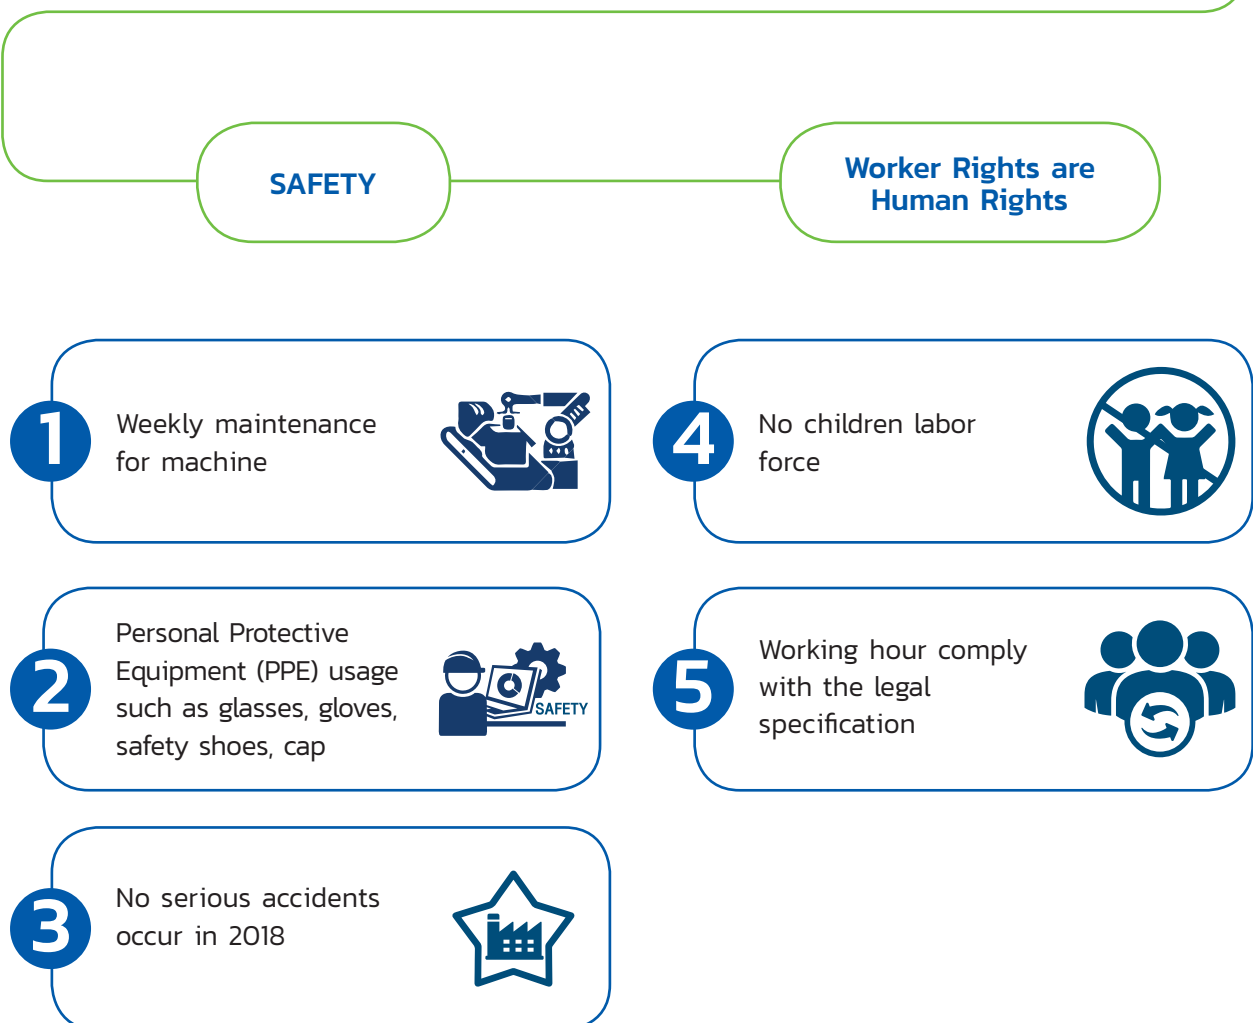 SAFETY
Worker Rights are
Human Rights
1
Weekly maintenance
for machine
2
Personal Protective
Equipment (PPE) usage
such as glasses, gloves,
safety shoes, cap
SAFETY
3
No serious accidents
occur in 2018
4
No children labor
force
5
Working hour comply
with the legal
specification